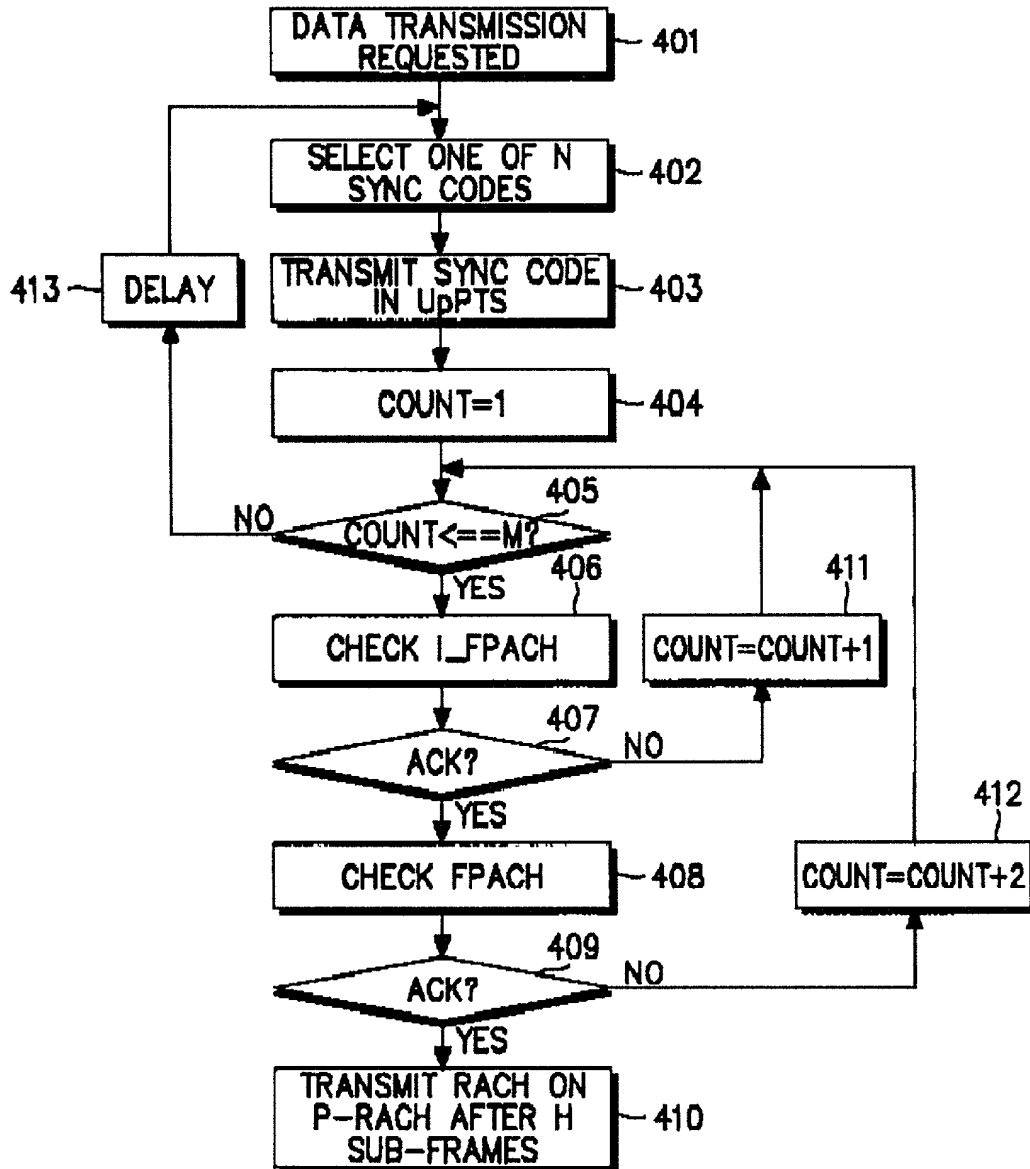 DATA TRANSMISSION
REQUESTED
401
SELECT ONE OF N
SYNC CODES
402
TRANSMIT SYNC CODE
IN UpPTS
403
413
DELAY
COUNT=1
404
405
NO
COUNT<==M?
YES
406
CHECK I_FPACH
411
COUNT=COUNT+1
407
ACK?
NO
YES
412
CHECK FPACH
408
COUNT=COUNT+2
409
ACK?
NO
YES
TRANSMIT RACH ON
P-RACH AFTER H
SUB-FRAMES
410